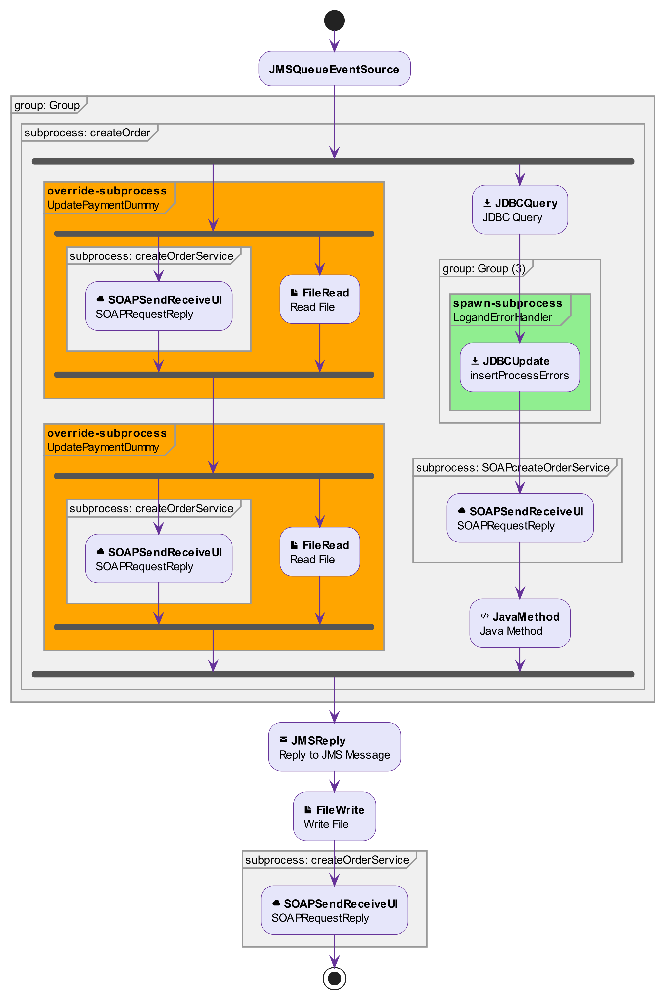 JMSQueueEventSource
group: Group
subprocess: createOrder
override-subprocess
UpdatePaymentDummy
subprocess: createOrderService
SOAPSendReceiveUI
SOAPRequestReply
FileRead
Read File
override-subprocess
UpdatePaymentDummy
subprocess: createOrderService
SOAPSendReceiveUI
SOAPRequestReply
FileRead
Read File
JDBCQuery
JDBC Query
group: Group (3)
spawn-subprocess
LogandErrorHandler
JDBCUpdate
insertProcessErrors
subprocess: SOAPcreateOrderService
SOAPSendReceiveUI
SOAPRequestReply
JavaMethod
Java Method
JMSReply
Reply to JMS Message
FileWrite
Write File
subprocess: createOrderService
SOAPSendReceiveUI
SOAPRequestReply